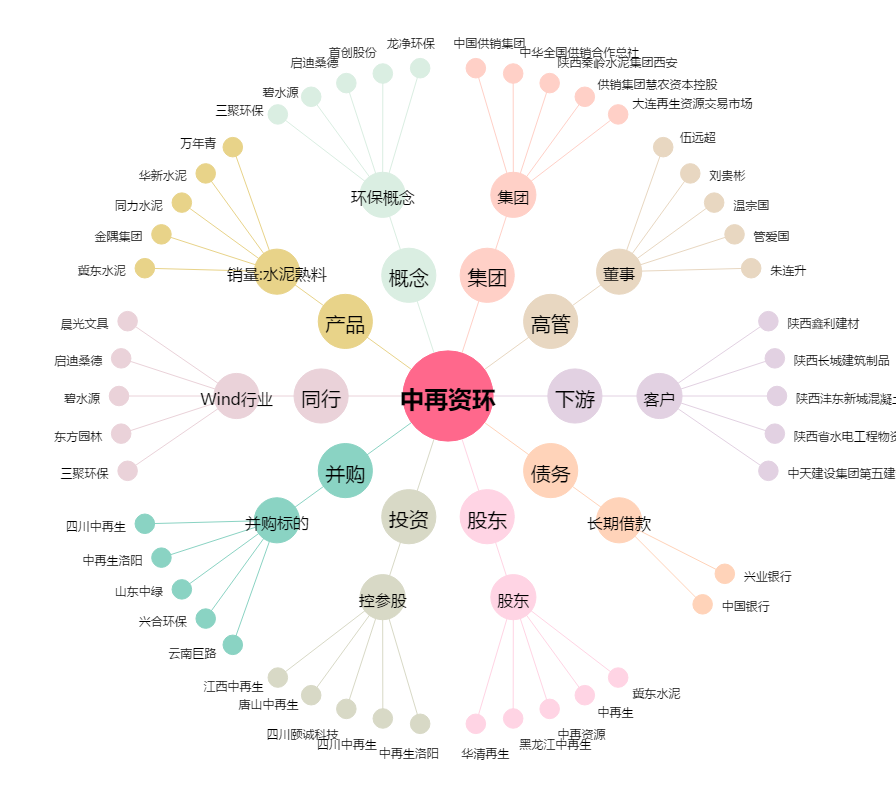 龙净环保
首创股份
启迪桑德
碧水源
三聚环保
环保概念
概念
中国供销集团
中华全国供销合作总社
陕西秦岭水泥集团西安
供销集团慧农资本控股
大连再生资源交易市场
集团
集团
万年青
华新水泥
同力水泥
金隅集团
冀东水泥
销量:水泥熟料
产品
伍远超
刘贵彬
温宗国
管爱国
朱连升
董事
高管
晨光文具
启迪桑德
碧水源
东方园林
三聚环保
Wind行业
同行
中再资环
下游
客户
陕西鑫利建材
陕西长城建筑制品
陕西沣东新城混凝
陕西省水电工程物
中天建设集团第五建
并购
并购标的
四川中再生
中再生洛阳
山东中绿
兴合环保
云南巨路
投资
控参股
江西中再生
唐山中再生
四川颐诚科技
四川中再生
中再生洛阳
股东
股东
华清再生
黑龙江中再生
中再资源
中再生
冀东水泥
债务
长期借款
兴业银行
中国银行